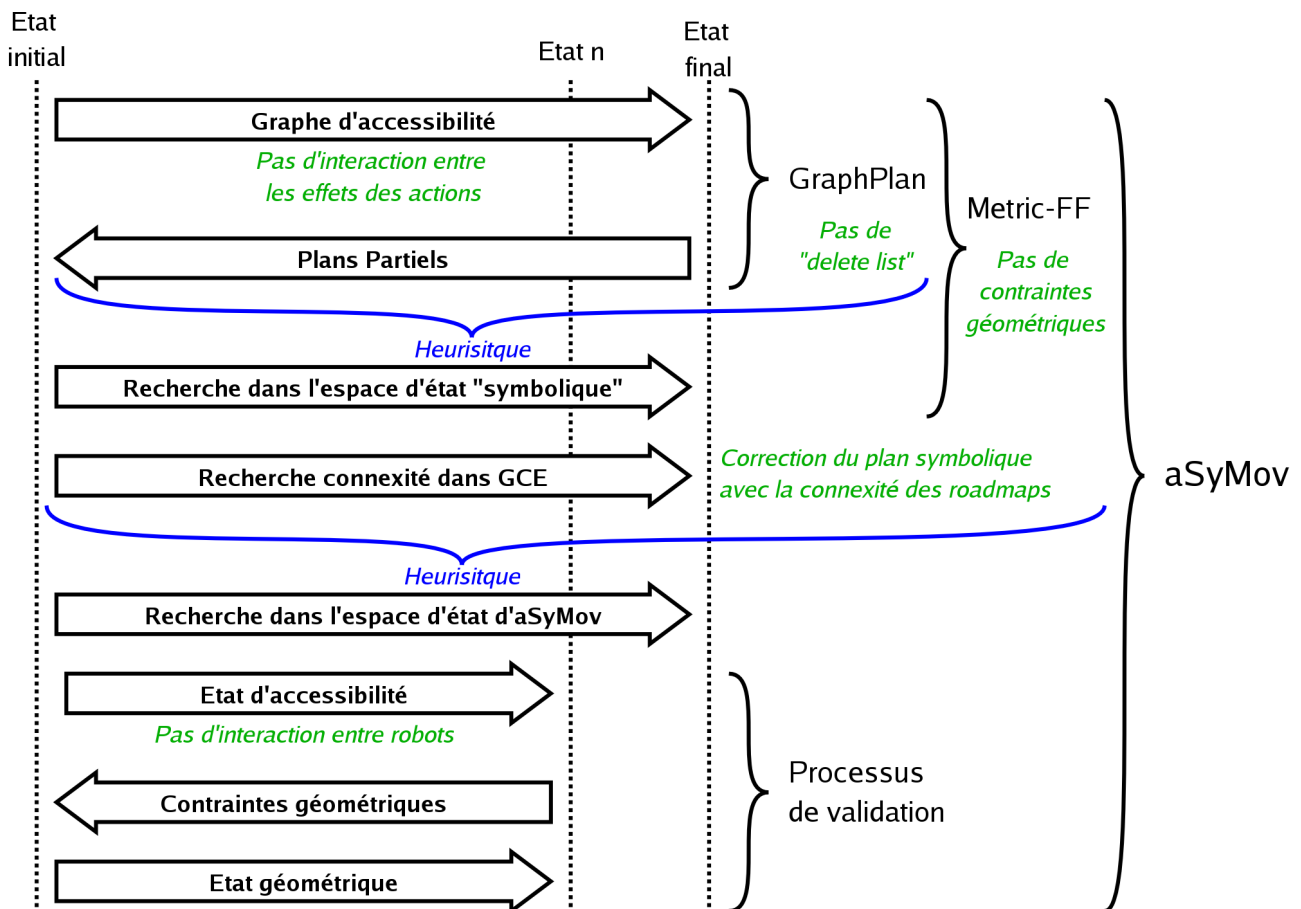 Etat
initial
Etat n
Etat
final
Graphe d'accessibilité
Pas d'interaction entre
les effets des actions
GraphPlan
Pas de
"delete list"
Metric-FF
Pas de
contraintes
géométriques
Plans Partiels
Heurisitque
Recherche dans l'espace d'état "symbolique"
Recherche connexité dans GCE
Correction du plan symbolique
avec la connexité des roadmaps
aSyMov
Heurisitque
Recherche dans l'espace d'état d'aSyMov
Etat d'accessibilité
Pas d'interaction entre robots
Processus
de validation
Contraintes géométriques
Etat géométrique